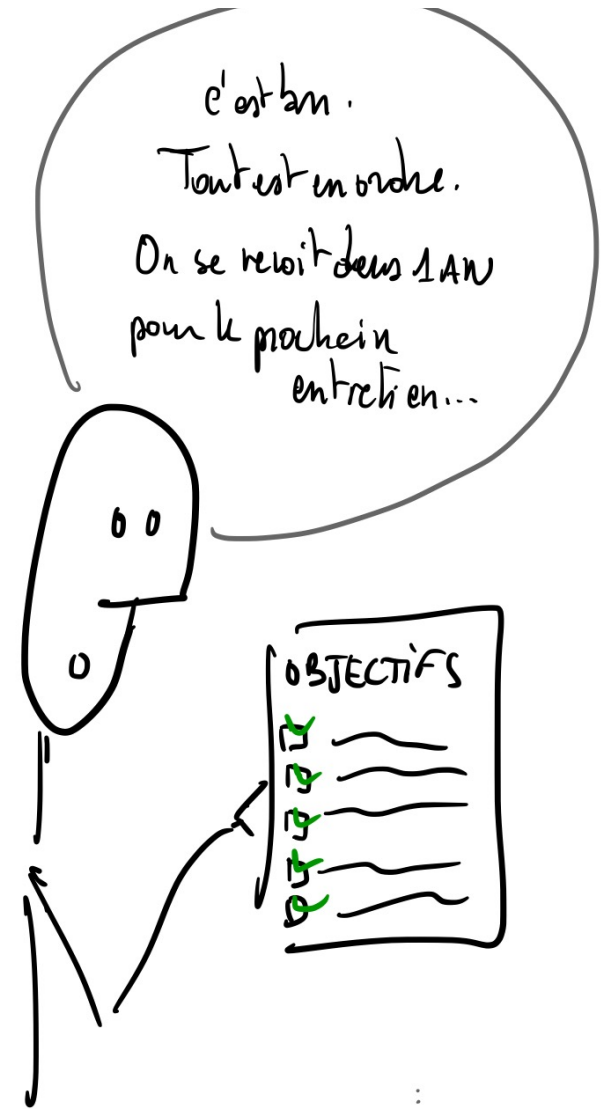 c'est bon.
Tout est en ordre.
On se revoit dans 1 AN
pour le prochain
entretien...
OBJECTIFS